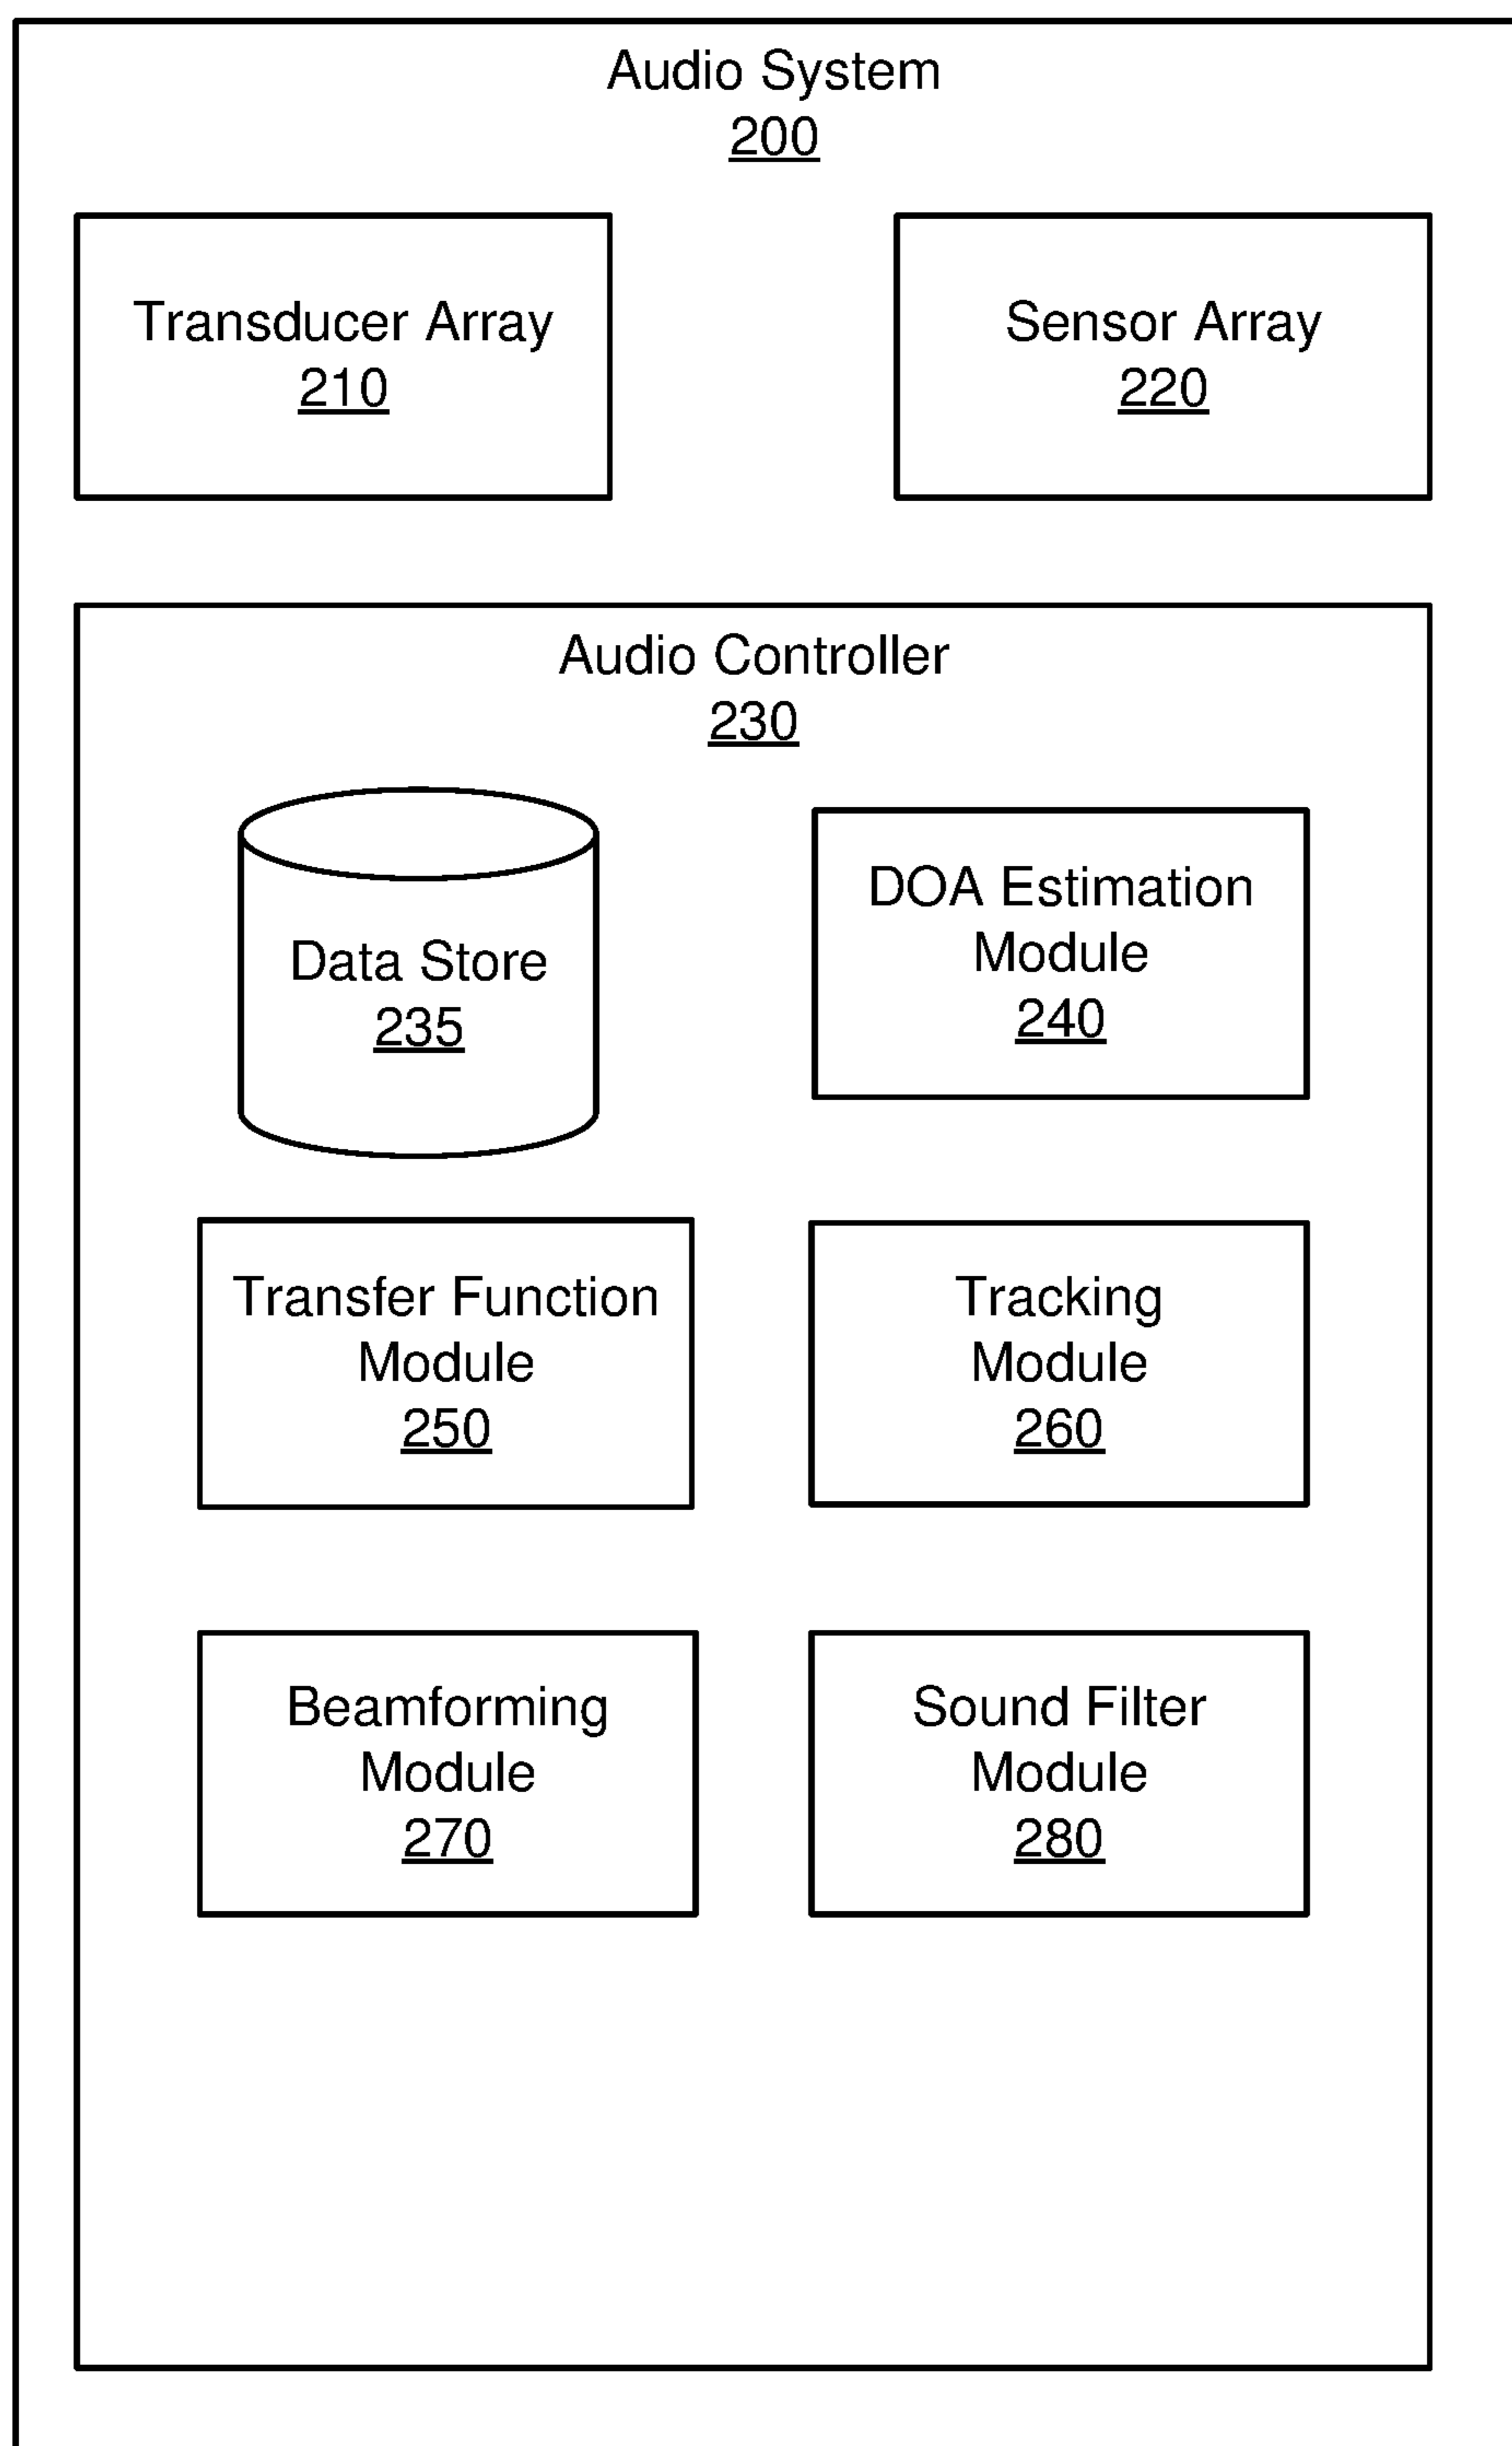 Audio System
200
Transducer Array
210
Sensor Array
220
Audio Controller
230
Data Store
235
DOA Estimation
Module
240
Transfer Function
Module
250
Tracking
Module
260
Beamforming
Module
270
Sound Filter
Module
280